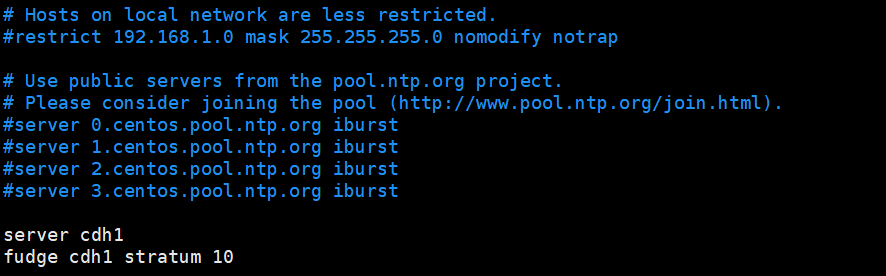 # Hosts on local network are less restricted.
#restrict 192.168.1.0 mask 255.255.255.0 nomodify notrap
# Use public servers from the pool.ntp.org project.
# Please consider joining the pool (http://www.pool.ntp.org/join.html).
#server 0.centos.pool.ntp.org iburst
#server 1.centos.pool.ntp.org iburst
#server 2.centos.pool.ntp.org iburst
#server 3.centos.pool.ntp.org iburst
server cdh1
fudge cdh1 stratum 10